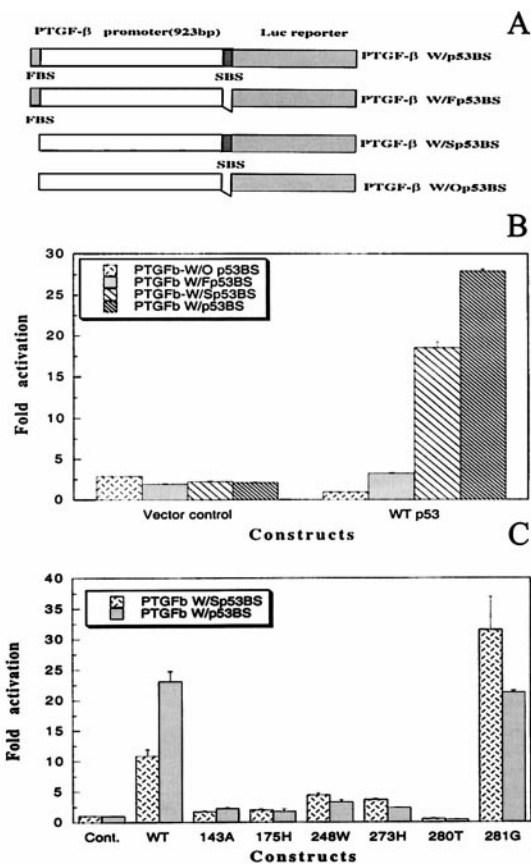 A
PTGF-β promoter(923bp) Luc reporter
PTGF-β W/p53BS
FBS SBS
PTGF-β W/Fp53BS
FBS
PTGF-β W/Sp53BS
SBS
PTGF-β W/Op53BS
B
30
25
20
15
10
5
0
Fold activation
PTGFb-W/O p53BS
PTGFb W/Fp53BS
PTGFb-W/Sp53BS
PTGFb W/p53BS
Vector control WT p53
Constructs
C
40
35
30
25
20
15
10
5
0
Fold activation
PTGFb W/Sp53BS
PTGFb W/p53BS
Cont. WT 143A 175H 248W 273H 280T 281G
Constructs